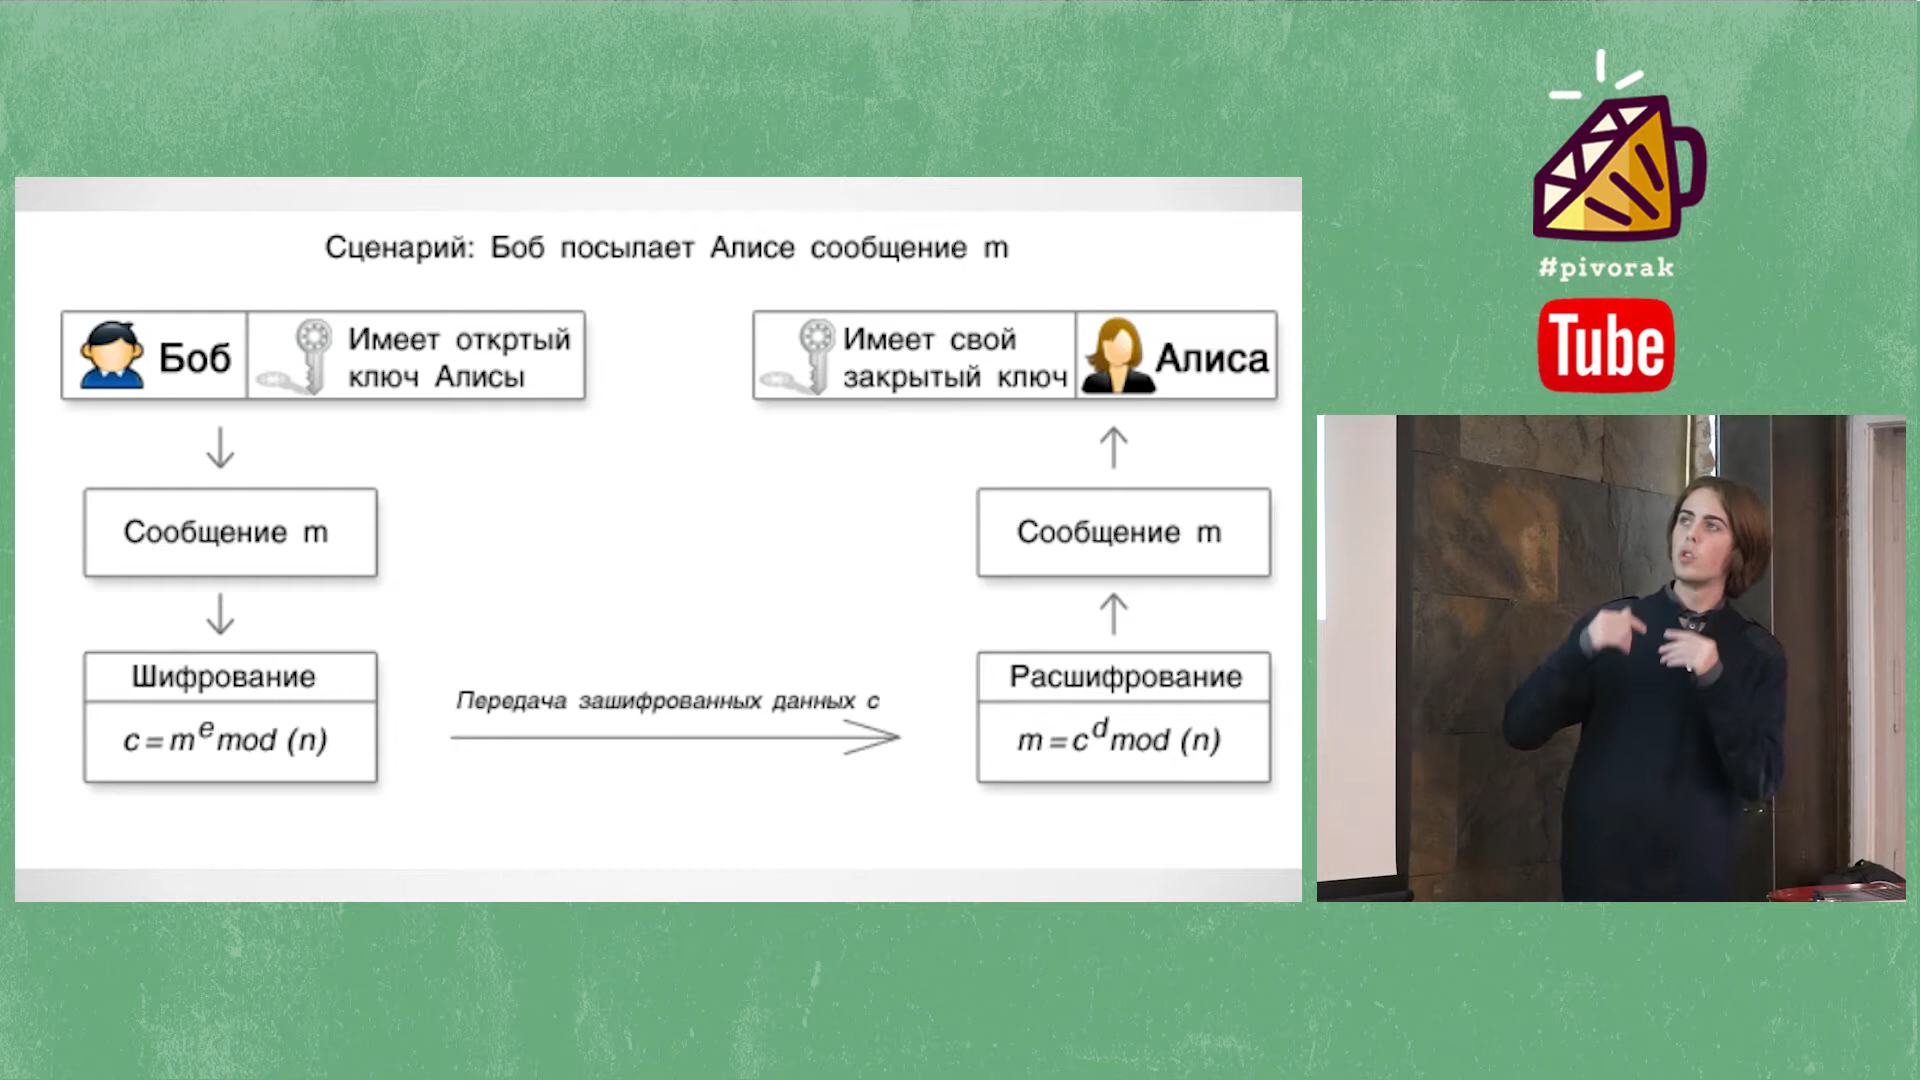 Сценарий: Боб посылает Алисе сообщение m
Боб
Имеет откртый
ключ Алисы
Имеет свой
закрытый ключ
Алиса
Сообщение m
Сообщение m
Шифрование
c = m^e mod (n)
Передача зашифрованных данных c
Расшифрование
m = c^d mod (n)
#pivorak
Tube